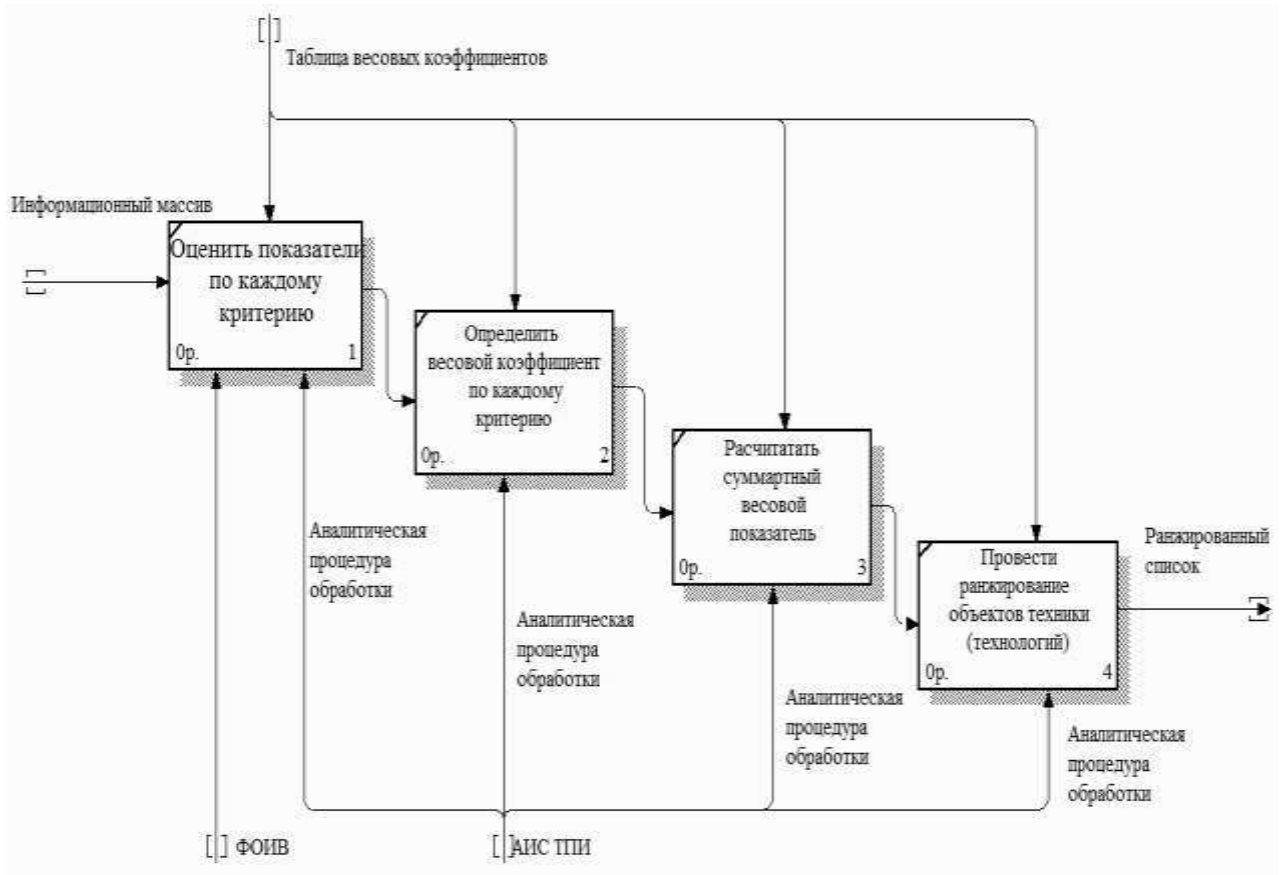 [ ]
Таблица весовых коэффициентов
Информационный массив
[ ]
Оценить показатели
по каждому
критерию
0р. 1
Определить
весовой коэффициент
по каждому
критерию
0р. 2
Расчитатать
суммартный
весовой
показатель
0р. 3
Провести
ранжирование
объектов техники
(технологий)
0р. 4
Ранжированный
список
[ ]
Аналитическая
процедура
обработки
Аналитическая
процедура
обработки
Аналитическая
процедура
обработки
Аналитическая
процедура
обработки
[ ] ФОИВ
[ ] АИС ТПИ